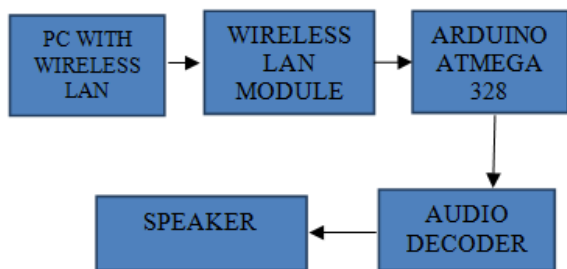 PC WITH
WIRELESS
LAN
WIRELESS
LAN
MODULE
ARDUINO
ATMEGA
328
SPEAKER
AUDIO
DECODER